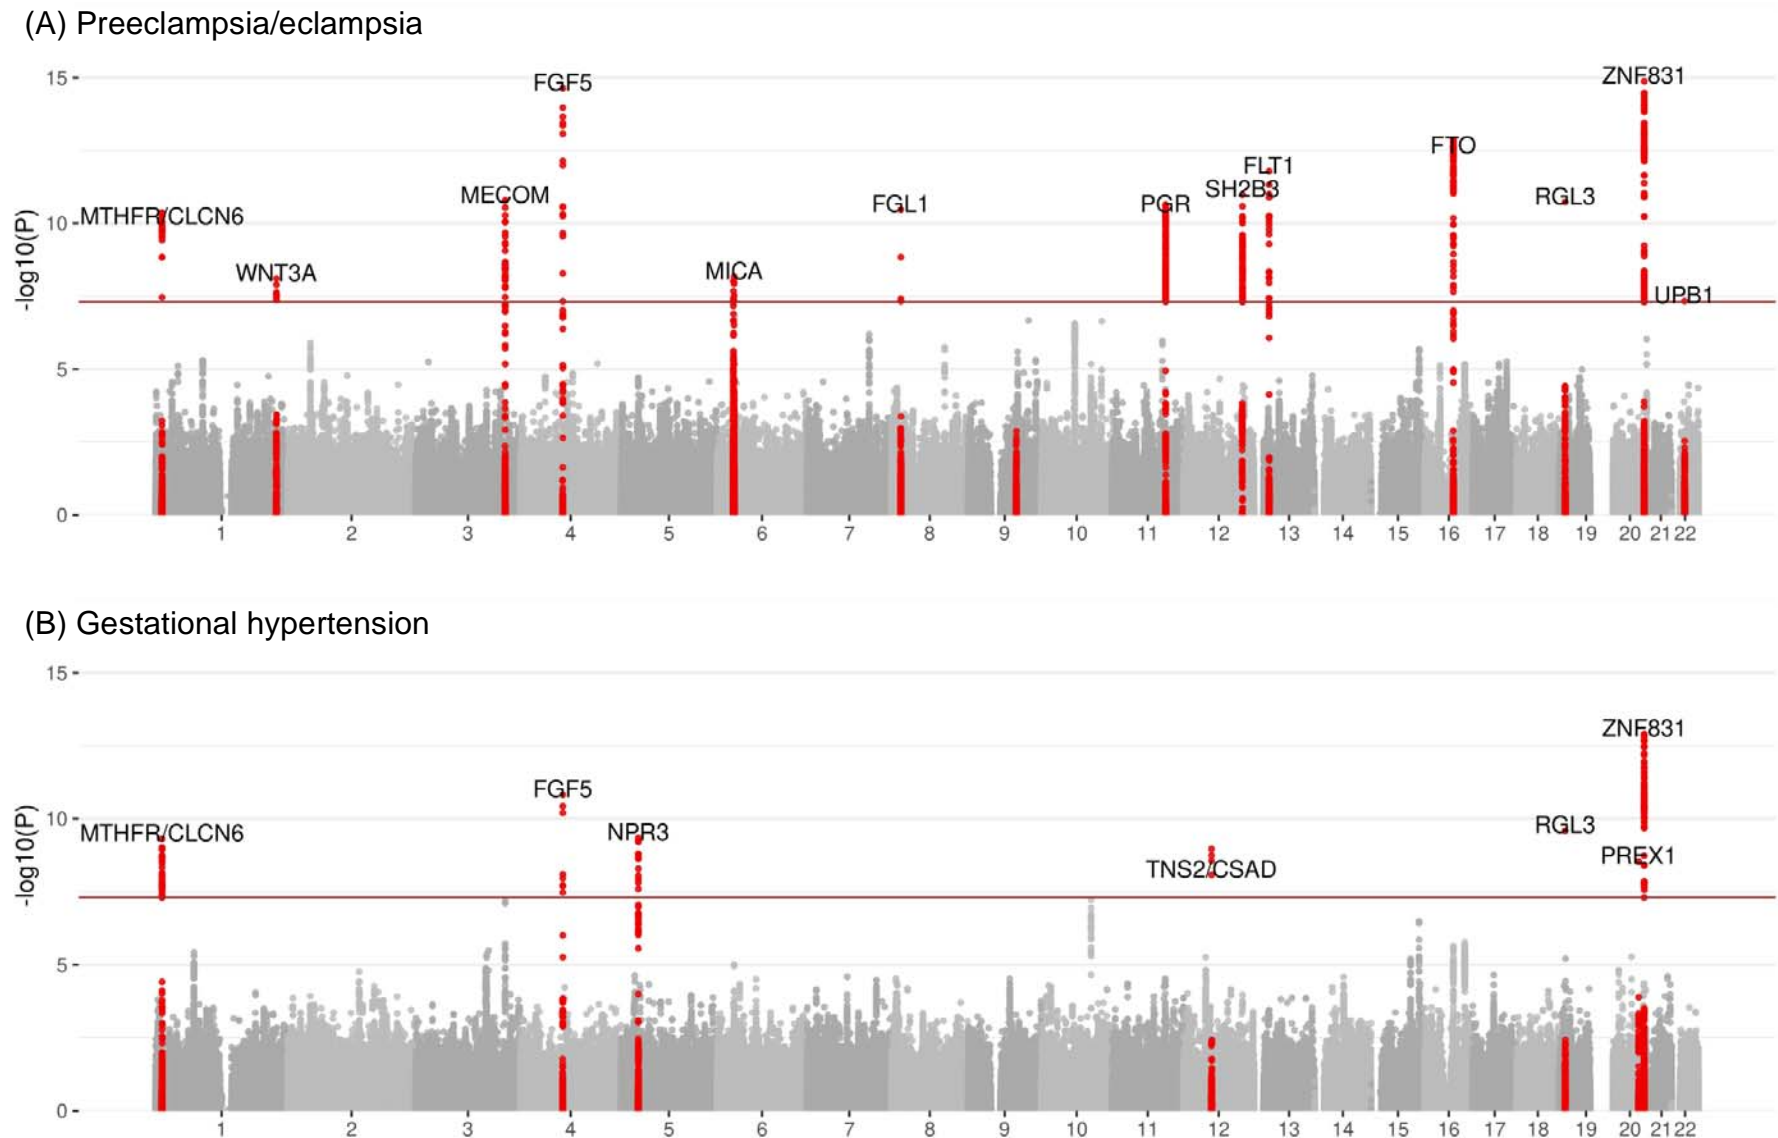 (A) Preeclampsia/eclampsia
15
FGF5
ZNF831
FTO
FLT1
SH2B3
MECOM
RGL3
FGL1
PGR
10
MTHFR/CLCN6
WNT3A
MICA
UPB1
-log10(P)
5
0
1 2 3 4 5 6 7 8 9 10 11 12 13 14 15 16 17 18 19 20 21 22
(B) Gestational hypertension
15
ZNF831
FGF5
10
MTHFR/CLCN6
NPR3
RGL3
PREX1
TNS2/CSAD
-log10(P)
5
0
1 2 3 4 5 6 7 8 9 10 11 12 13 14 15 16 17 18 19 20 21 22